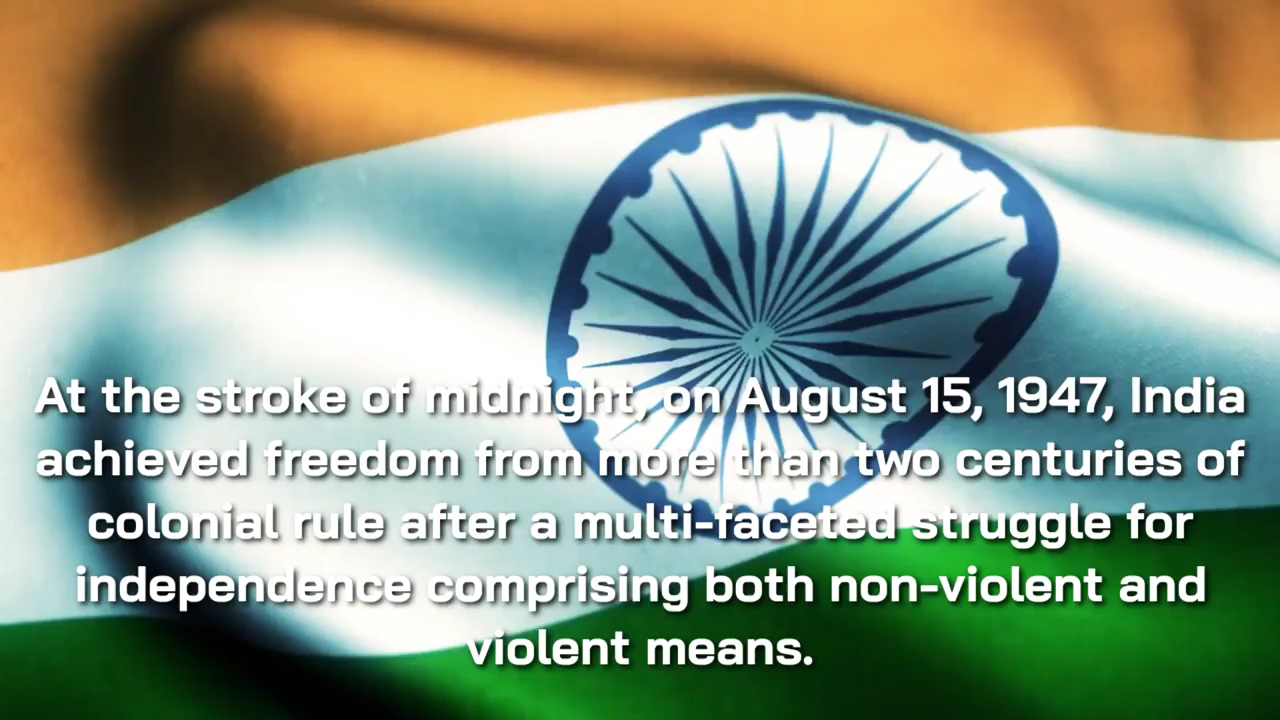 At the stroke of midnight, on August 15, 1947, India
achieved freedom from more than two centuries of
colonial rule after a multi-faceted struggle for
independence comprising both non-violent and
violent means.